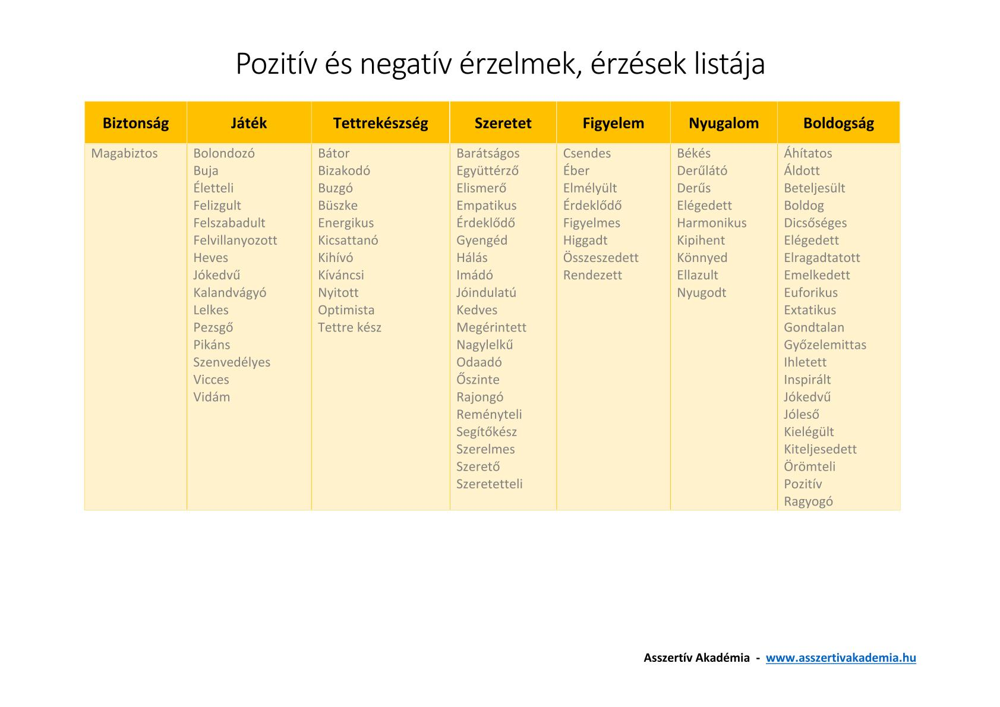 Pozitív és negatív érzelmek, érzések listája
Biztonság
Magabiztos
Játék
Bolondozó
Buja
Életteli
Felizgult
Felszabadult
Felvillanyozott
Heves
Jókedvű
Kalandvágyó
Lelkes
Pezsgő
Pikáns
Szenvedélyes
Vicces
Vidám
Tettrekészség
Bátor
Bizakodó
Buzgó
Büszke
Energikus
Kicsattanó
Kihívó
Kíváncsi
Nyitott
Optimista
Tettre kész
Szeretet
Barátságos
Együttérző
Elismerő
Empatikus
Érdeklődő
Gyengéd
Hálás
Imádó
Jóindulatú
Kedves
Megérintett
Nagylelkű
Odaadó
Őszinte
Rajongó
Reményteli
Segítőkész
Szerelmes
Szerető
Szeretetteli
Figyelem
Csendes
Éber
Elmélyült
Érdeklődő
Figyelmes
Higgadt
Összeszedett
Rendezett
Nyugalom
Békés
Derűlátó
Derűs
Elégedett
Harmonikus
Kipihent
Könnyed
Ellazult
Nyugodt
Boldogság
Áhítatos
Áldott
Beteljesült
Boldog
Dicsőséges
Elégedett
Elragadtatott
Emelkedett
Euforikus
Extatikus
Gondtalan
Győzelemittas
Ihletett
Inspirált
Jókedvű
Jóleső
Kielégült
Kiteljesedett
Örömteli
Pozitív
Ragyogó
Asszertív Akadémia - www.asszertivakademia.hu